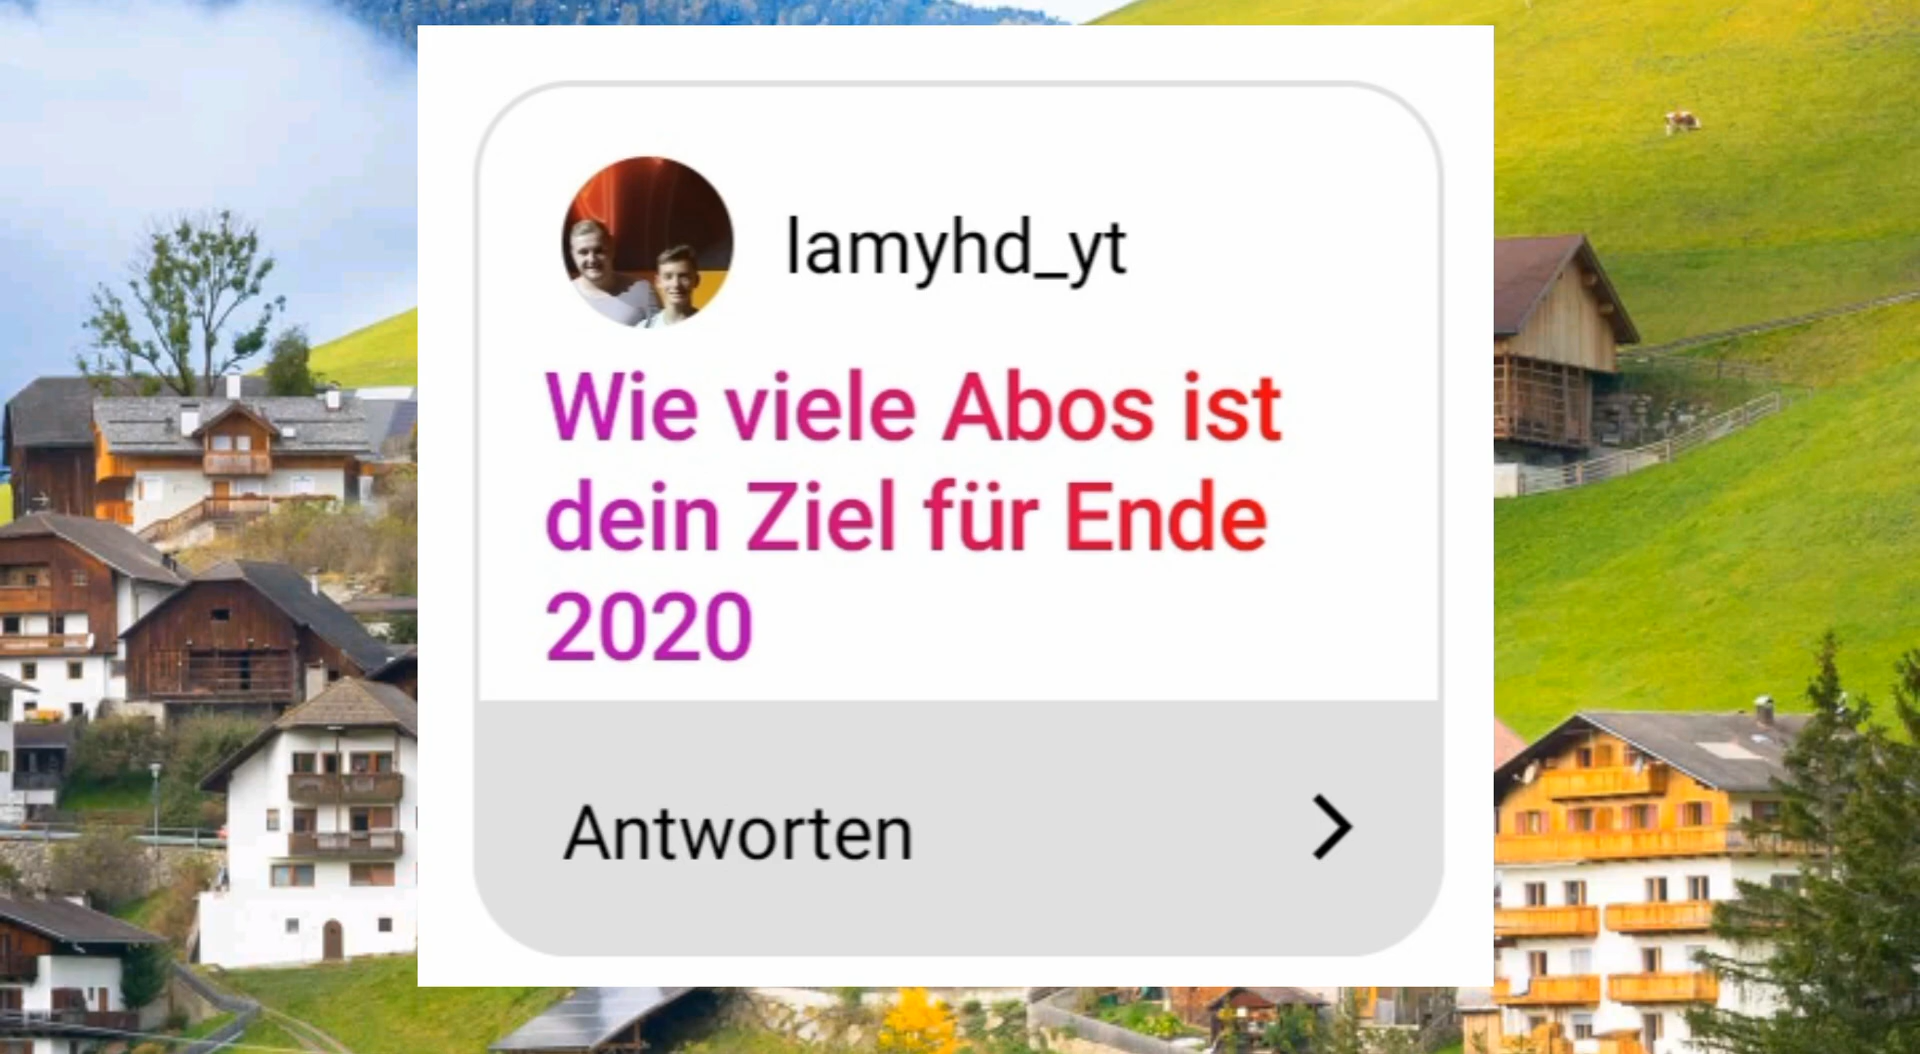 lamyhd_yt
Wie viele Abos ist
dein Ziel für Ende
2020
Antworten